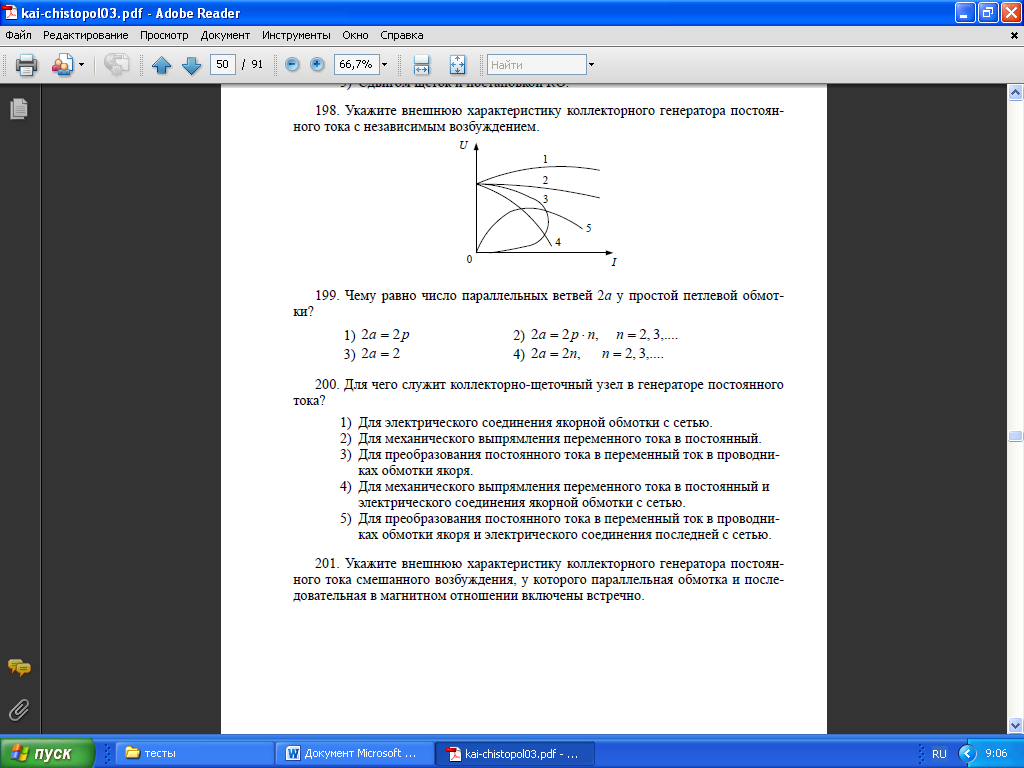 kai-chistopol03.pdf - Adobe Reader
Файл Редактирование Просмотр Документ Инструменты Окно Справка
50 / 91 66,7% Найти
198. Укажите внешнюю характеристику коллекторного генератора постоян-
ного тока с независимым возбуждением.
U
1
2
3
5
4
0
I
199. Чему равно число параллельных ветвей 2a у простой петлевой обмот-
ки?
1) 2a = 2p 2) 2a = 2p · n, n = 2, 3,....
3) 2a = 2 4) 2a = 2n, n = 2, 3,....
200. Для чего служит коллекторно-щеточный узел в генераторе постоянного
тока?
1) Для электрического соединения якорной обмотки с сетью.
2) Для механического выпрямления переменного тока в постоянный.
3) Для преобразования постоянного тока в переменный ток в проводни-
ках обмотки якоря.
4) Для механического выпрямления переменного тока в постоянный и
электрического соединения якорной обмотки с сетью.
5) Для преобразования постоянного тока в переменный ток в проводни-
ках обмотки якоря и электрического соединения последней с сетью.
201. Укажите внешнюю характеристику коллекторного генератора постоян-
ного тока смешанного возбуждения, у которого параллельная обмотка и после-
довательная в магнитном отношении включены встречно.
пуск тесты Документ Microsoft ... kai-chistopol03.pdf - ... RU 9:06